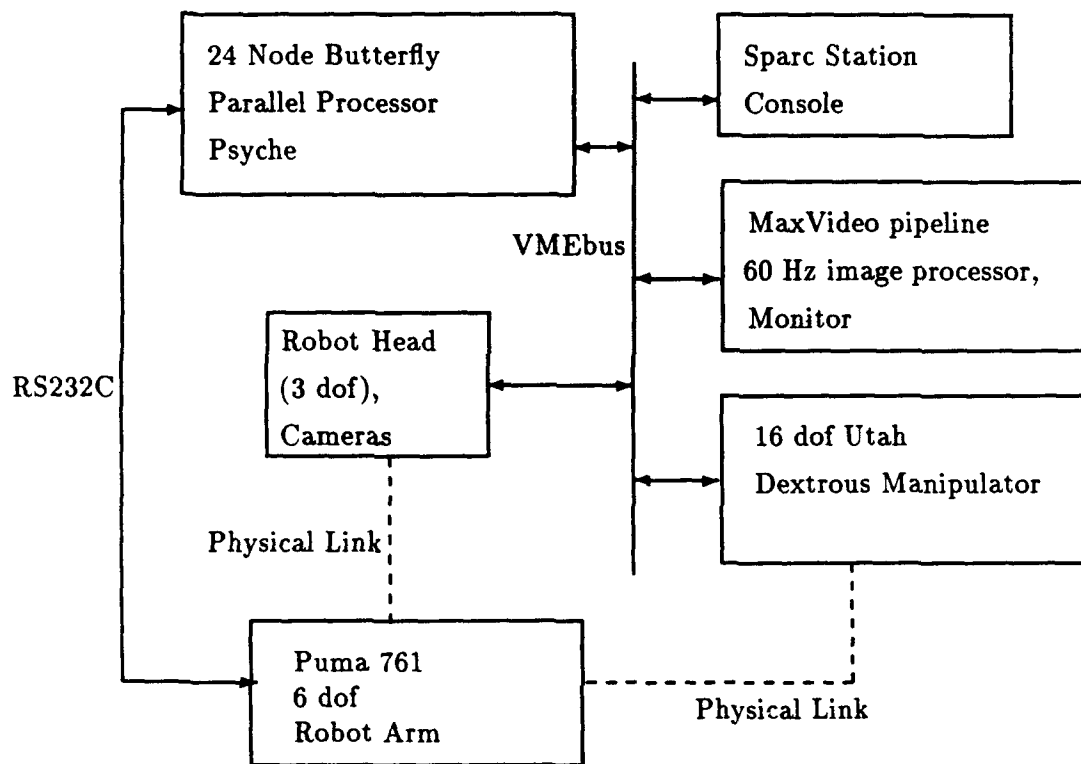 24 Node Butterfly
Parallel Processor
Psyche
Sparc Station
Console
VMEbus
MaxVideo pipeline
60 Hz image processor,
Monitor
Robot Head
(3 dof),
Cameras
RS232C
16 dof Utah
Dextrous Manipulator
Physical Link
Puma 761
6 dof
Robot Arm
Physical Link